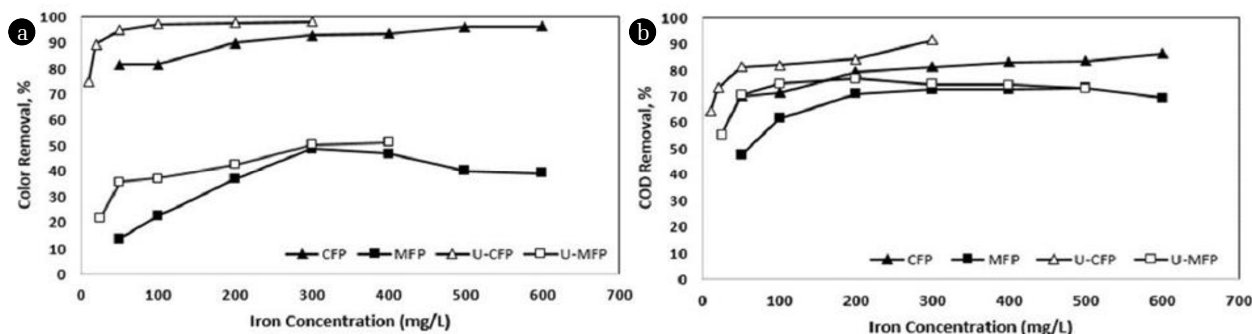 a
100
90
80
70
60
50
40
30
20
10
0
Color Removal, %
CFP MFP U-CFP U-MFP
0 100 200 300 400 500 600 700
Iron Concentration (mg/L)
b
100
90
80
70
60
50
40
30
20
10
0
COD Removal, %
CFP MFP U-CFP U-MFP
0 100 200 300 400 500 600 700
Iron Concentration (mg/L)